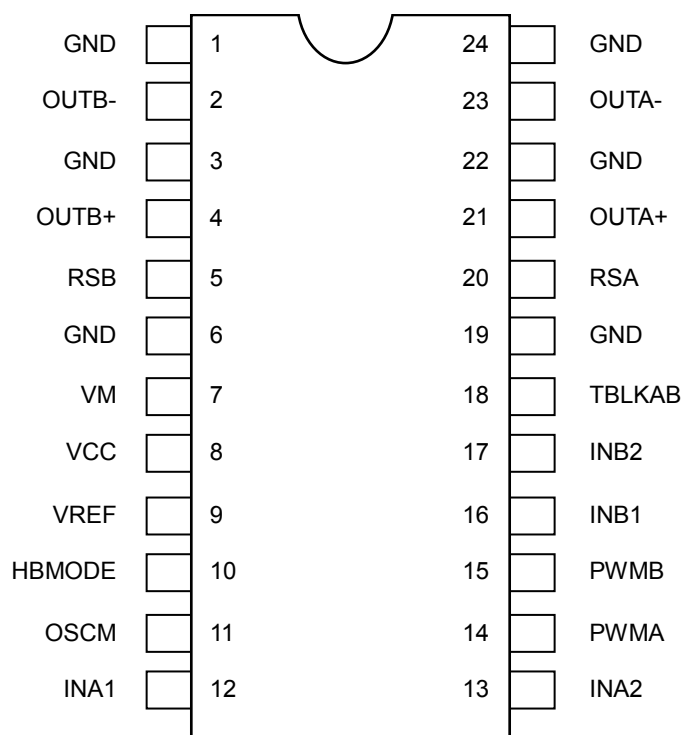 GND 1 24 GND
OUTB- 2 23 OUTA-
GND 3 22 GND
OUTB+ 4 21 OUTA+
RSB 5 20 RSA
GND 6 19 GND
VM 7 18 TBLKAB
VCC 8 17 INB2
VREF 9 16 INB1
HBMODE 10 15 PWMB
OSCM 11 14 PWMA
INA1 12 13 INA2